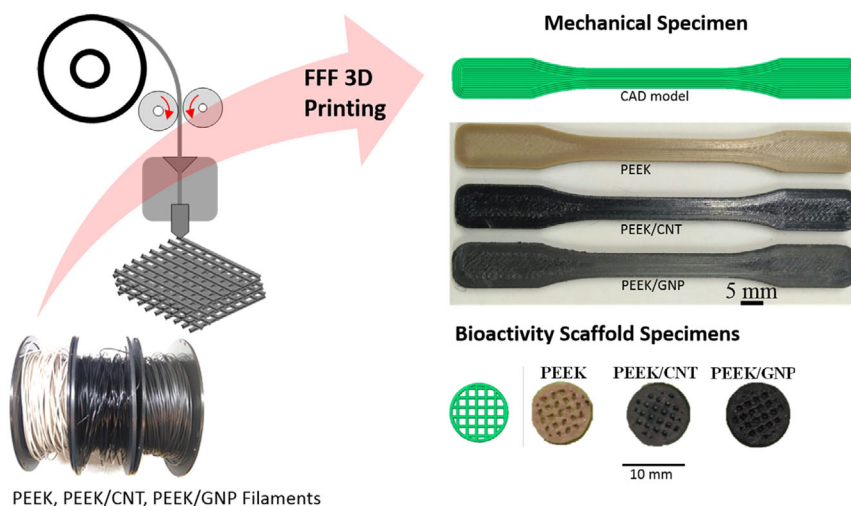 FFF 3D
Printing
PEEK, PEEK/CNT, PEEK/GNP Filaments
Mechanical Specimen
CAD model
PEEK
PEEK/CNT
PEEK/GNP
5 mm
Bioactivity Scaffold Specimens
PEEK PEEK/CNT PEEK/GNP
10 mm